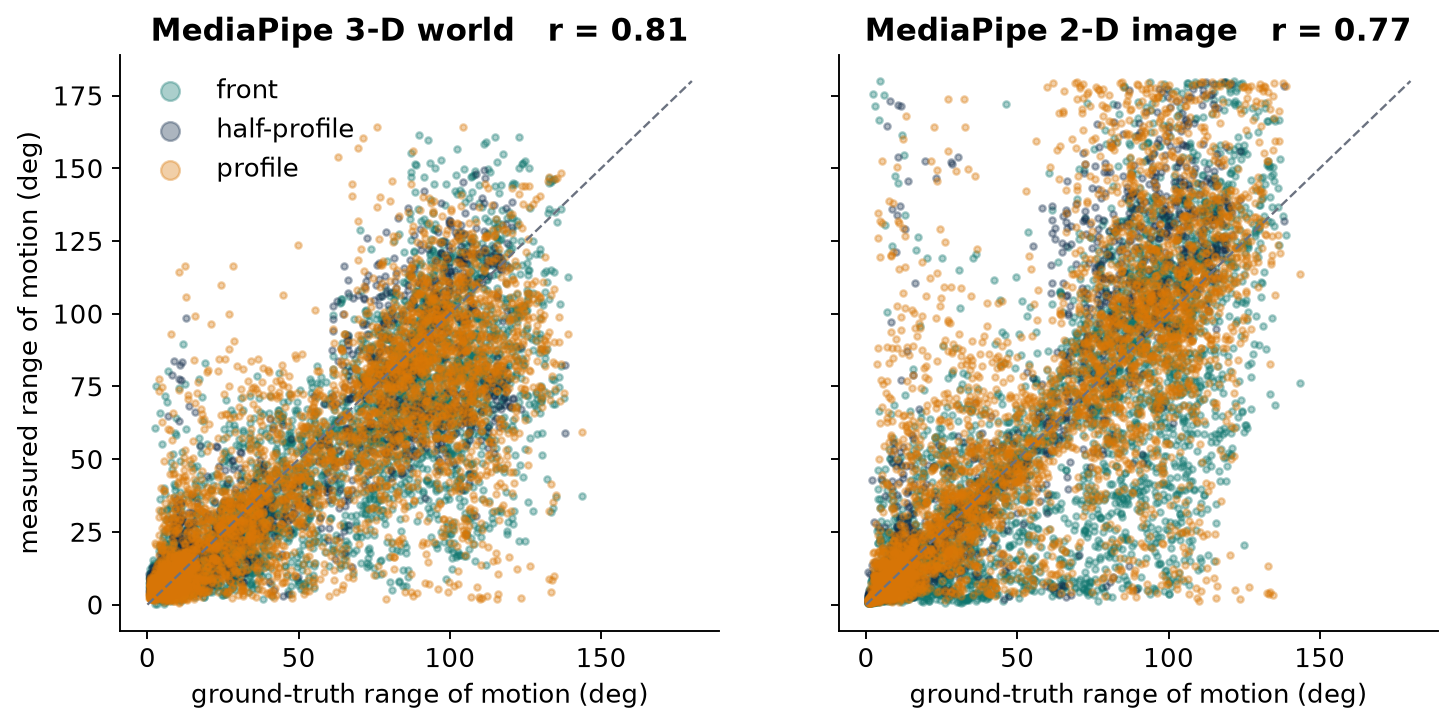 MediaPipe 3-D world   r = 0.81
measured range of motion (deg)
175
150
125
100
75
50
25
0
front
half-profile
profile
0 50 100 150
ground-truth range of motion (deg)
MediaPipe 2-D image   r = 0.77
0 50 100 150
ground-truth range of motion (deg)